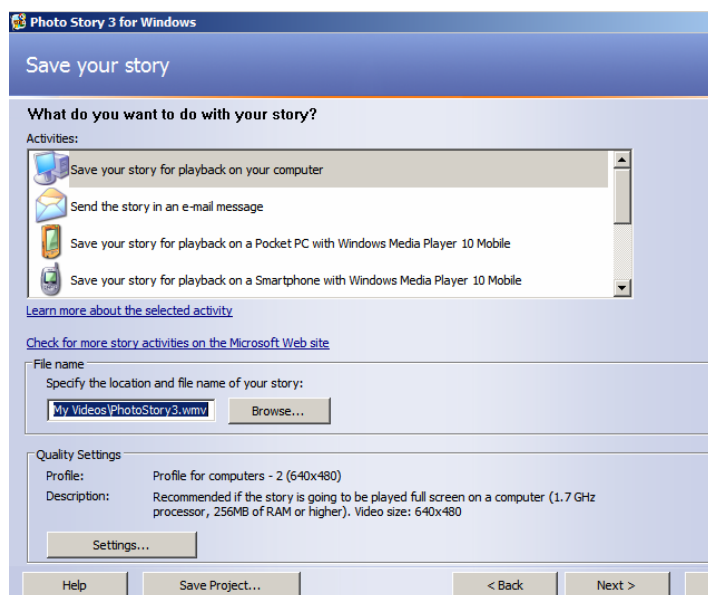 Photo Story 3 for Windows
Save your story
What do you want to do with your story?
Activities:
Save your story for playback on your computer
Send the story in an e-mail message
Save your story for playback on a Pocket PC with Windows Media Player 10 Mobile
Save your story for playback on a Smartphone with Windows Media Player 10 Mobile
Learn more about the selected activity
Check for more story activities on the Microsoft Web site
File name
Specify the location and file name of your story:
My Videos\PhotoStory3.wmv
Browse...
Quality Settings
Profile: Profile for computers - 2 (640x480)
Description: Recommended if the story is going to be played full screen on a computer (1.7 GHz
processor, 256MB of RAM or higher). Video size: 640x480
Settings...
Help Save Project... < Back Next >